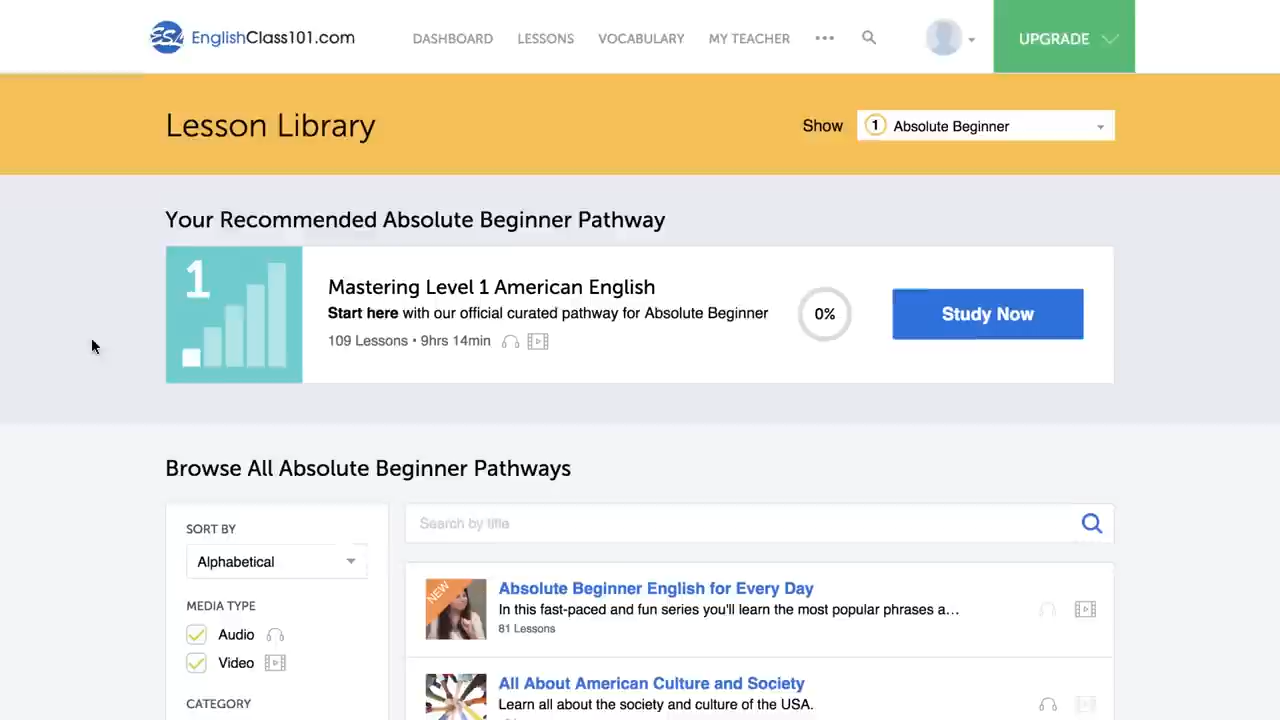 ESL EnglishClass101.com DASHBOARD LESSONS VOCABULARY MY TEACHER ••• UPGRADE
Lesson Library
Show 1 Absolute Beginner
Your Recommended Absolute Beginner Pathway
1
Mastering Level 1 American English
Start here with our official curated pathway for Absolute Beginner
109 Lessons • 9hrs 14min
0%
Study Now
Browse All Absolute Beginner Pathways
SORT BY
Alphabetical
MEDIA TYPE
Audio
Video
CATEGORY
Search by title
NEW
Absolute Beginner English for Every Day
In this fast-paced and fun series you'll learn the most popular phrases a...
81 Lessons
All About American Culture and Society
Learn all about the society and culture of the USA.